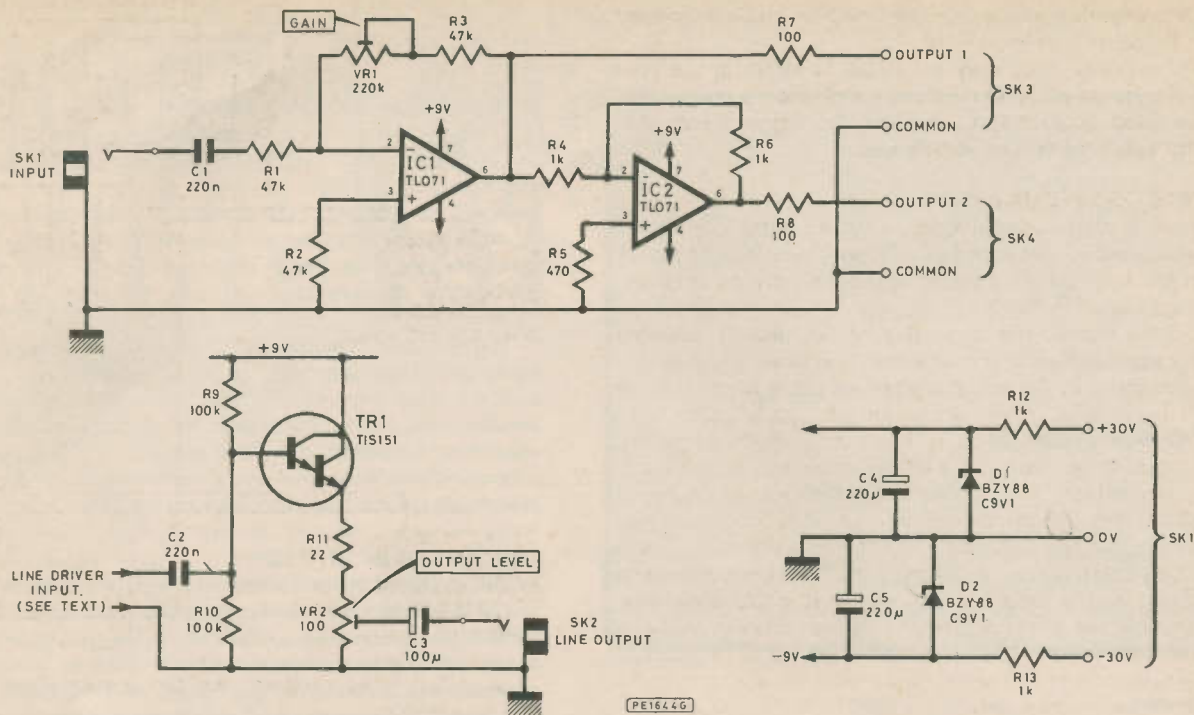 GAIN
VR1
220k
R3
47k
R7
100
OUTPUT 1
SK3
COMMON
SK1
INPUT
C1
220n
R1
47k
+9V
2
7
IC1
TL071
6
3
4
R4
1k
+9V
2
7
IC2
TL071
6
3
4
R6
1k
R8
100
OUTPUT 2
SK4
COMMON
R2
47k
R5
470
+9V
R9
100k
TR1
TIS151
C2
220n
R11
22
OUTPUT LEVEL
LINE DRIVER
INPUT.
(SEE TEXT)
R10
100k
VR2
100
C3
100μ
SK2
LINE OUTPUT
R12
1k
+30V
C4
220μ
D1
BZY88
C9V1
0V
SK1
C5
220μ
D2
BZY88
C9V1
-9V
-30V
R13
1k
PE1644G